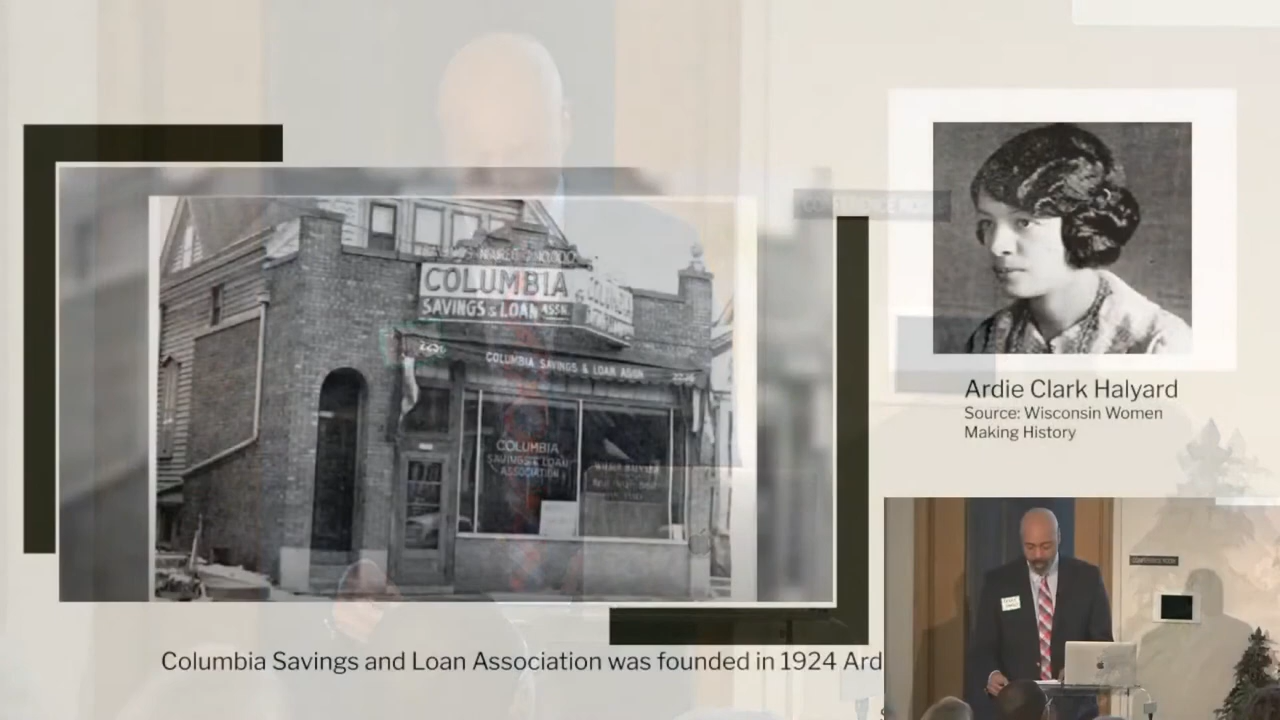 COLUMBIA
SAVINGS & LOAN ASSN.
COLUMBIA SAVINGS & LOAN ASSN
COLUMBIA
SAVINGS & LOAN
ASSOCIATION
Ardie Clark Halyard
Source: Wisconsin Women
Making History
Columbia Savings and Loan Association was founded in 1924 Ard